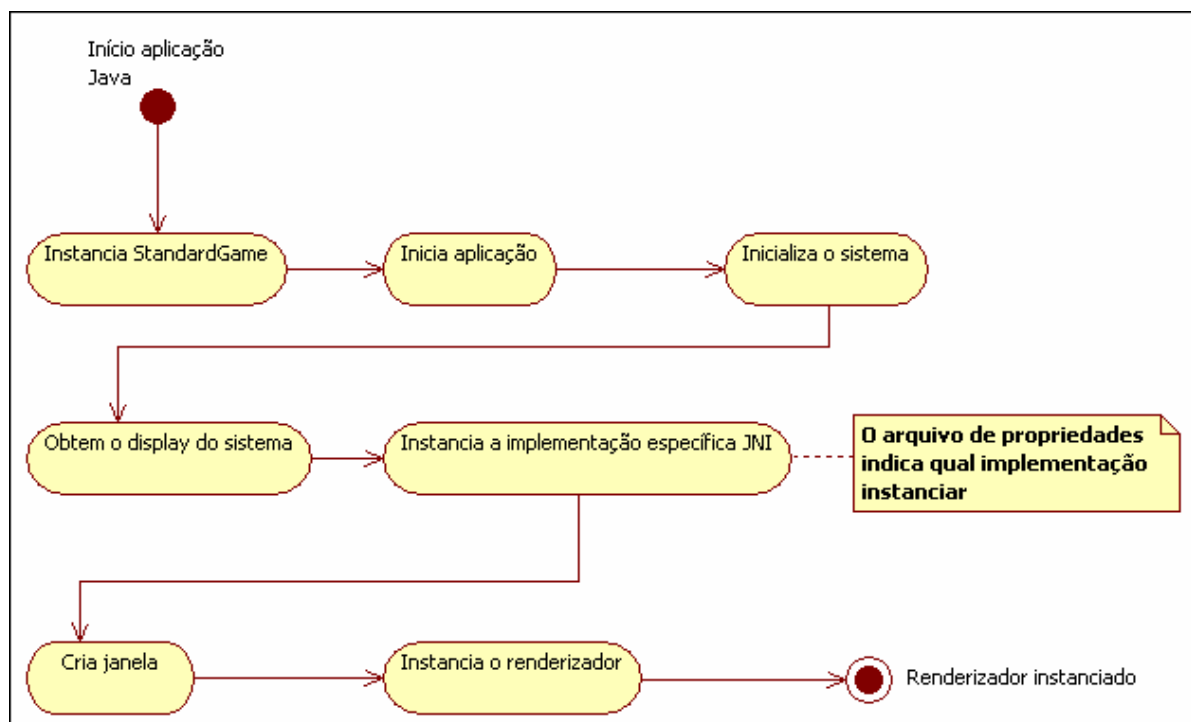 Início aplicação
Java
Instancia StandardGame
Inicia aplicação
Inicializa o sistema
Obtem o display do sistema
Instancia a implementação específica JNI
O arquivo de propriedades
indica qual implementação
instanciar
Cria janela
Instancia o renderizador
Renderizador instanciado